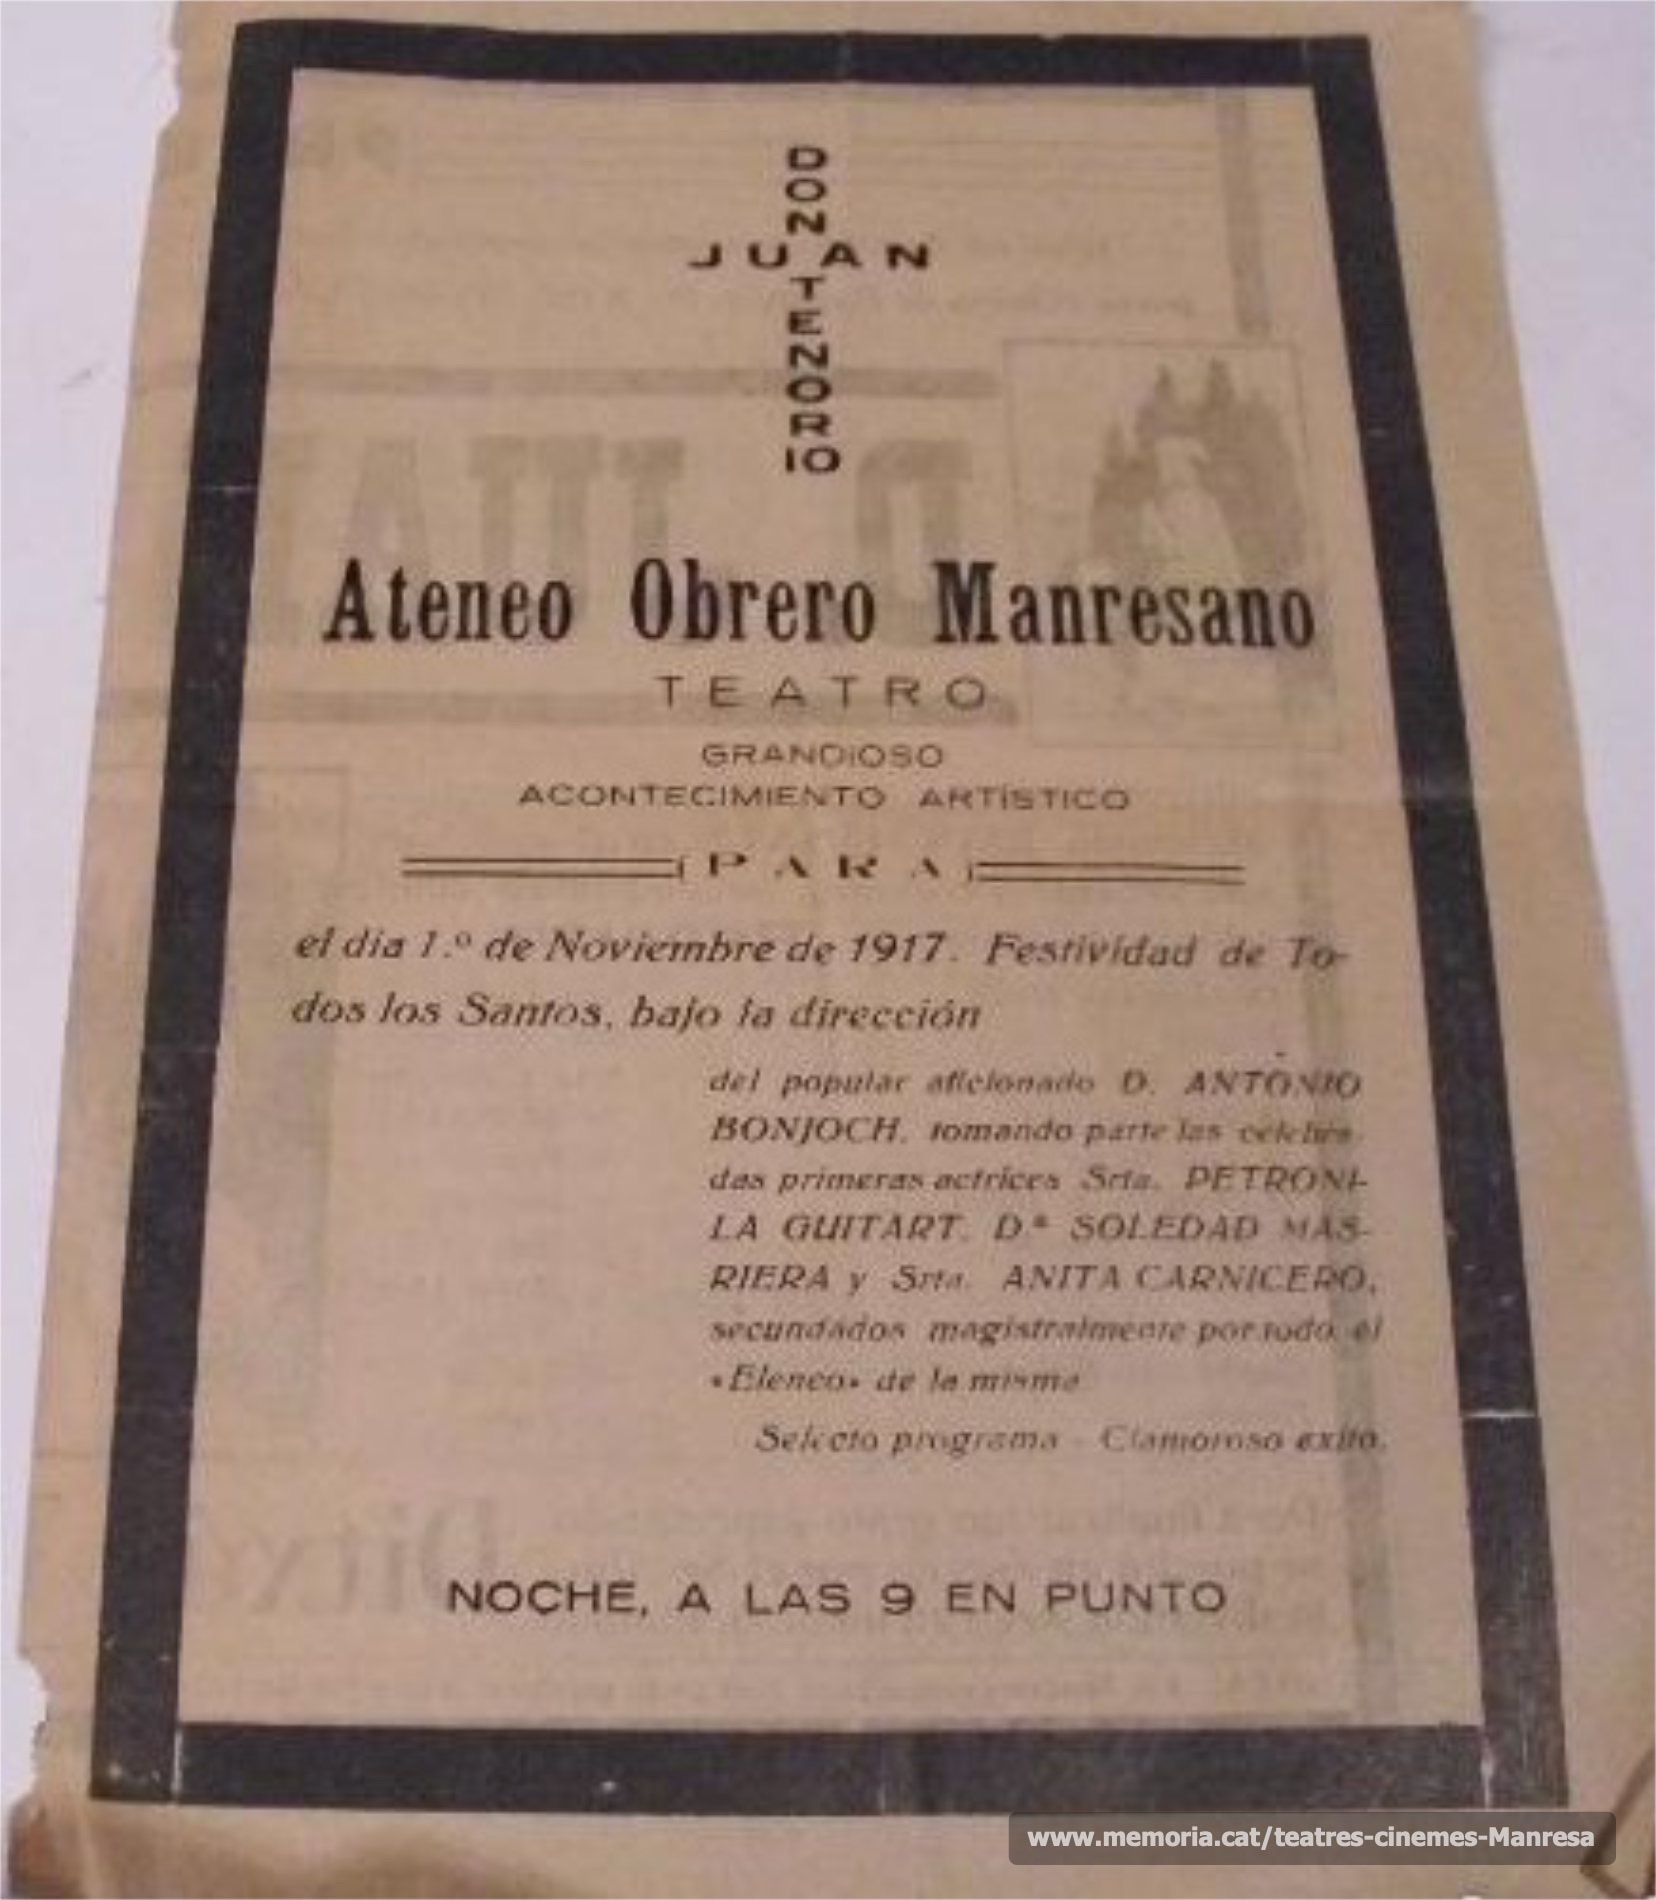 DON
JUAN
TENORIO
Ateneo Obrero Manresano
TEATRO
GRANDIOSO
ACONTECIMIENTO ARTÍSTICO
(PARA)
el día 1.º de Noviembre de 1917. Festividad de To-
dos los Santos, bajo la dirección
del popular aficionado D. ANTONIO
BONJOCH, tomando parte las celebra-
das primeras actrices Srta. PETRONI-
LA GUITART, D.ª SOLEDAD MAS-
RIERA y Srta. ANITA CARNICERO,
secundados magistralmente por todo el
«Elenco» de la misma
Selecto programa - Clamoroso exito.
NOCHE, A LAS 9 EN PUNTO
www.memoria.cat/teatres-cinemes-Manresa